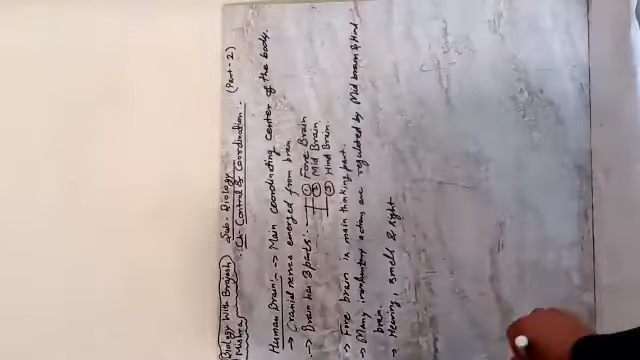 Biology With Brajesh Mishra
Sub - Biology
Ch - Control & Coordination. (Part - 2)
Human Brain: → Main coordinating center of the body.
→ Cranial nerves emerged from brain
→ Brain has 3 parts: - ① Fore Brain
② Mid Brain
③ Hind Brain.
→ Fore brain is main thinking part.
→ Many involuntary actions are regulated by Mid brain & Hind
brain.
→ Hearing, smell & sight